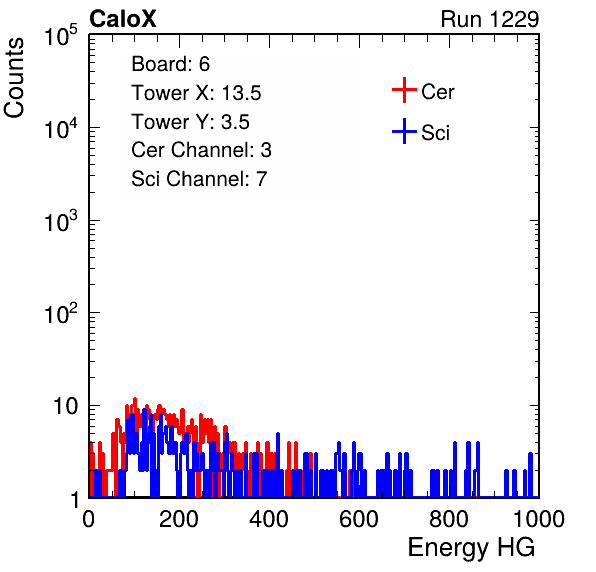 CaloX Run 1229
Counts
10^5
10^4
10^3
10^2
10
1
Board: 6
Tower X: 13.5
Tower Y: 3.5
Cer Channel: 3
Sci Channel: 7
Cer
Sci
0 200 400 600 800 1000
Energy HG